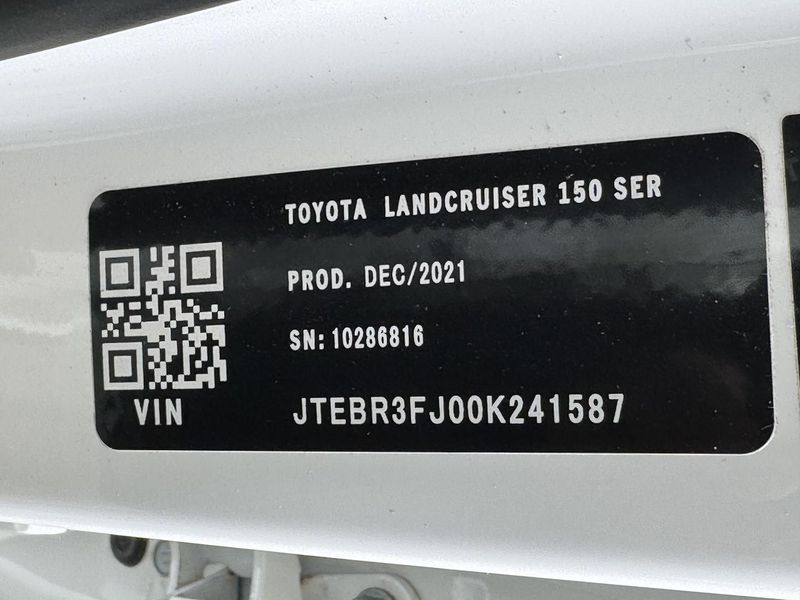 TOYOTA LANDCRUISER 150 SER
PROD. DEC/2021
SN: 10286816
VIN JTEBR3FJ00K241587